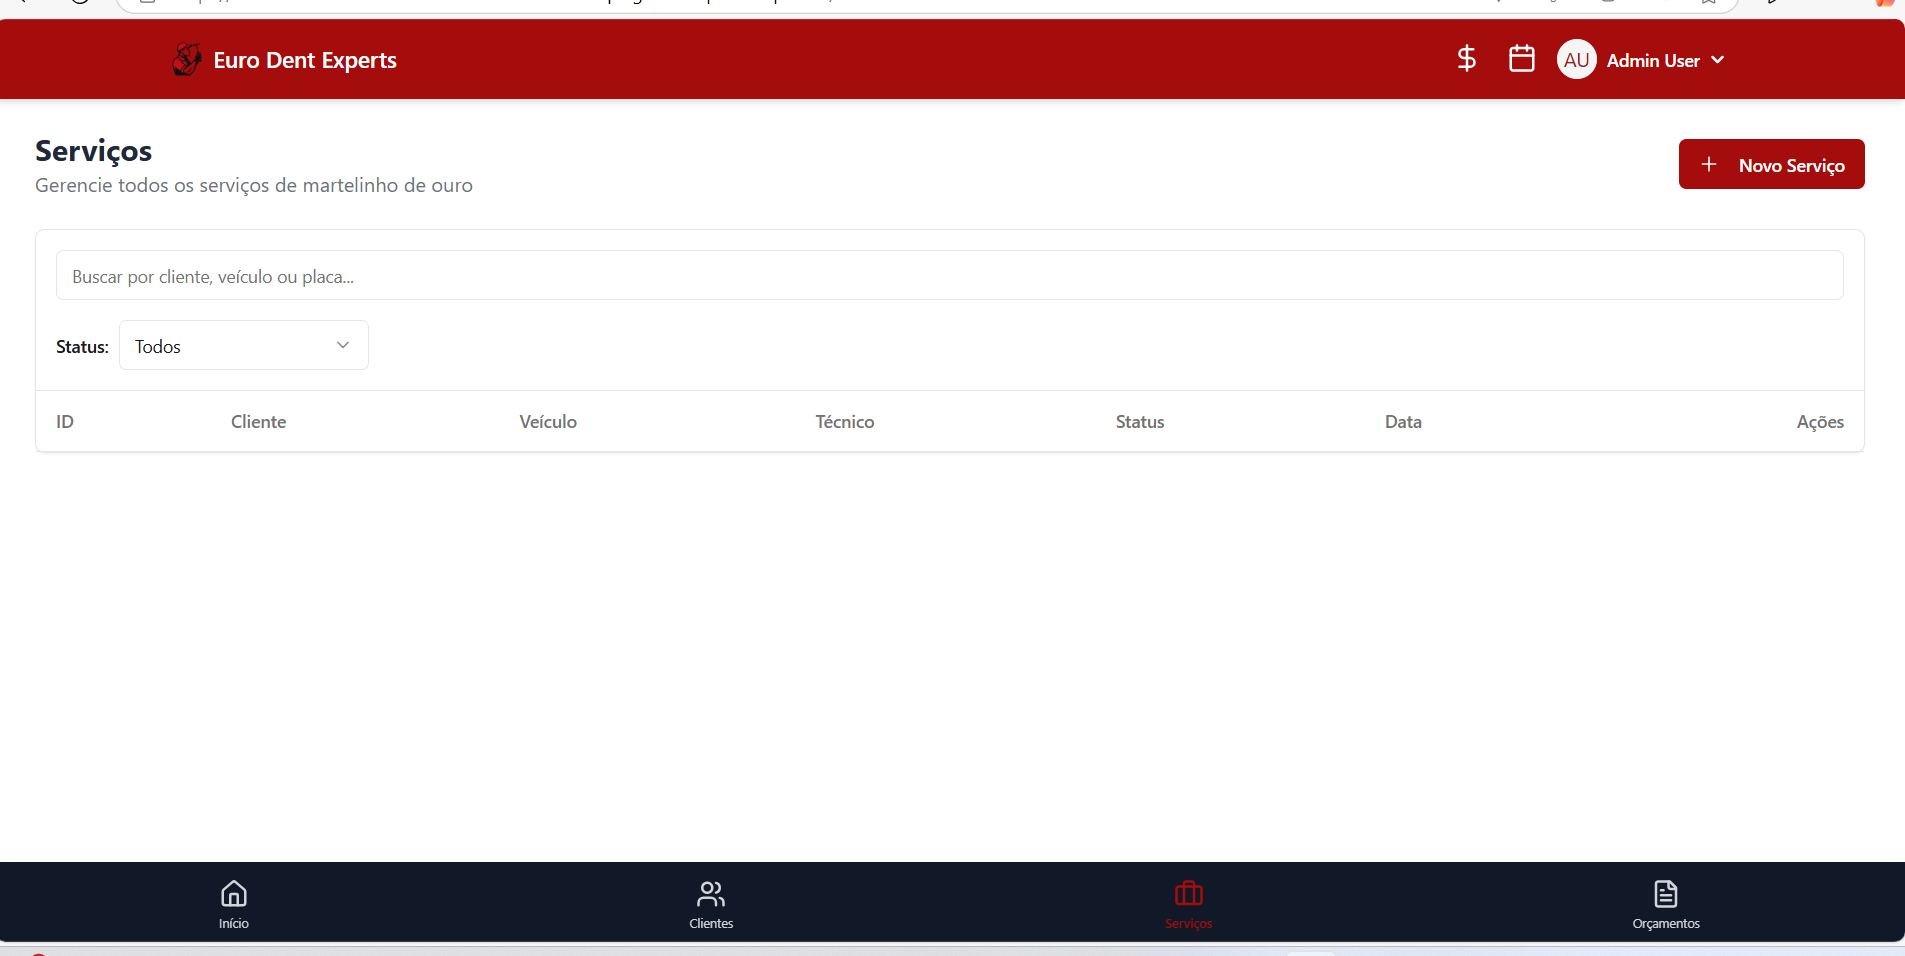 Euro Dent Experts
AU Admin User
Serviços
Gerencie todos os serviços de martelinho de ouro
Novo Serviço
Buscar por cliente, veículo ou placa...
Status: Todos
ID Cliente Veículo Técnico Status Data Ações
Início Clientes Serviços Orçamentos